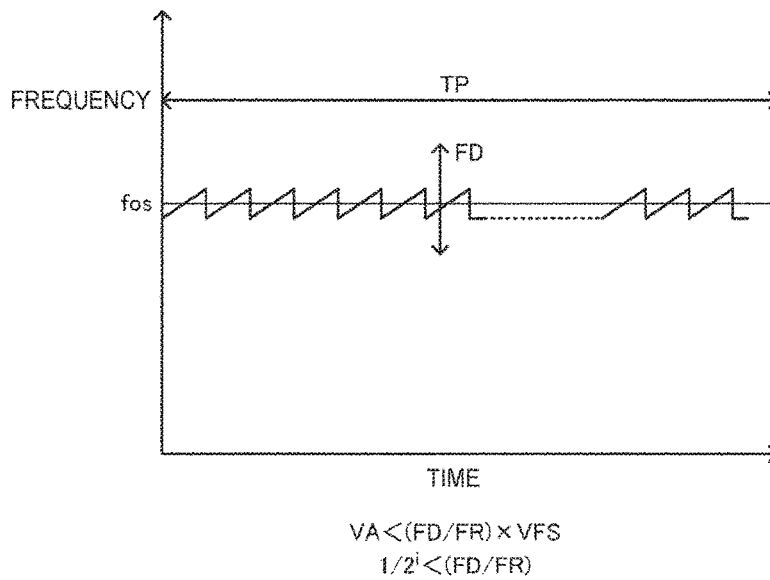 TP
FREQUENCY
FD
fos
TIME
VA<(FD/FR)×VFS
1/2ⁱ<(FD/FR)